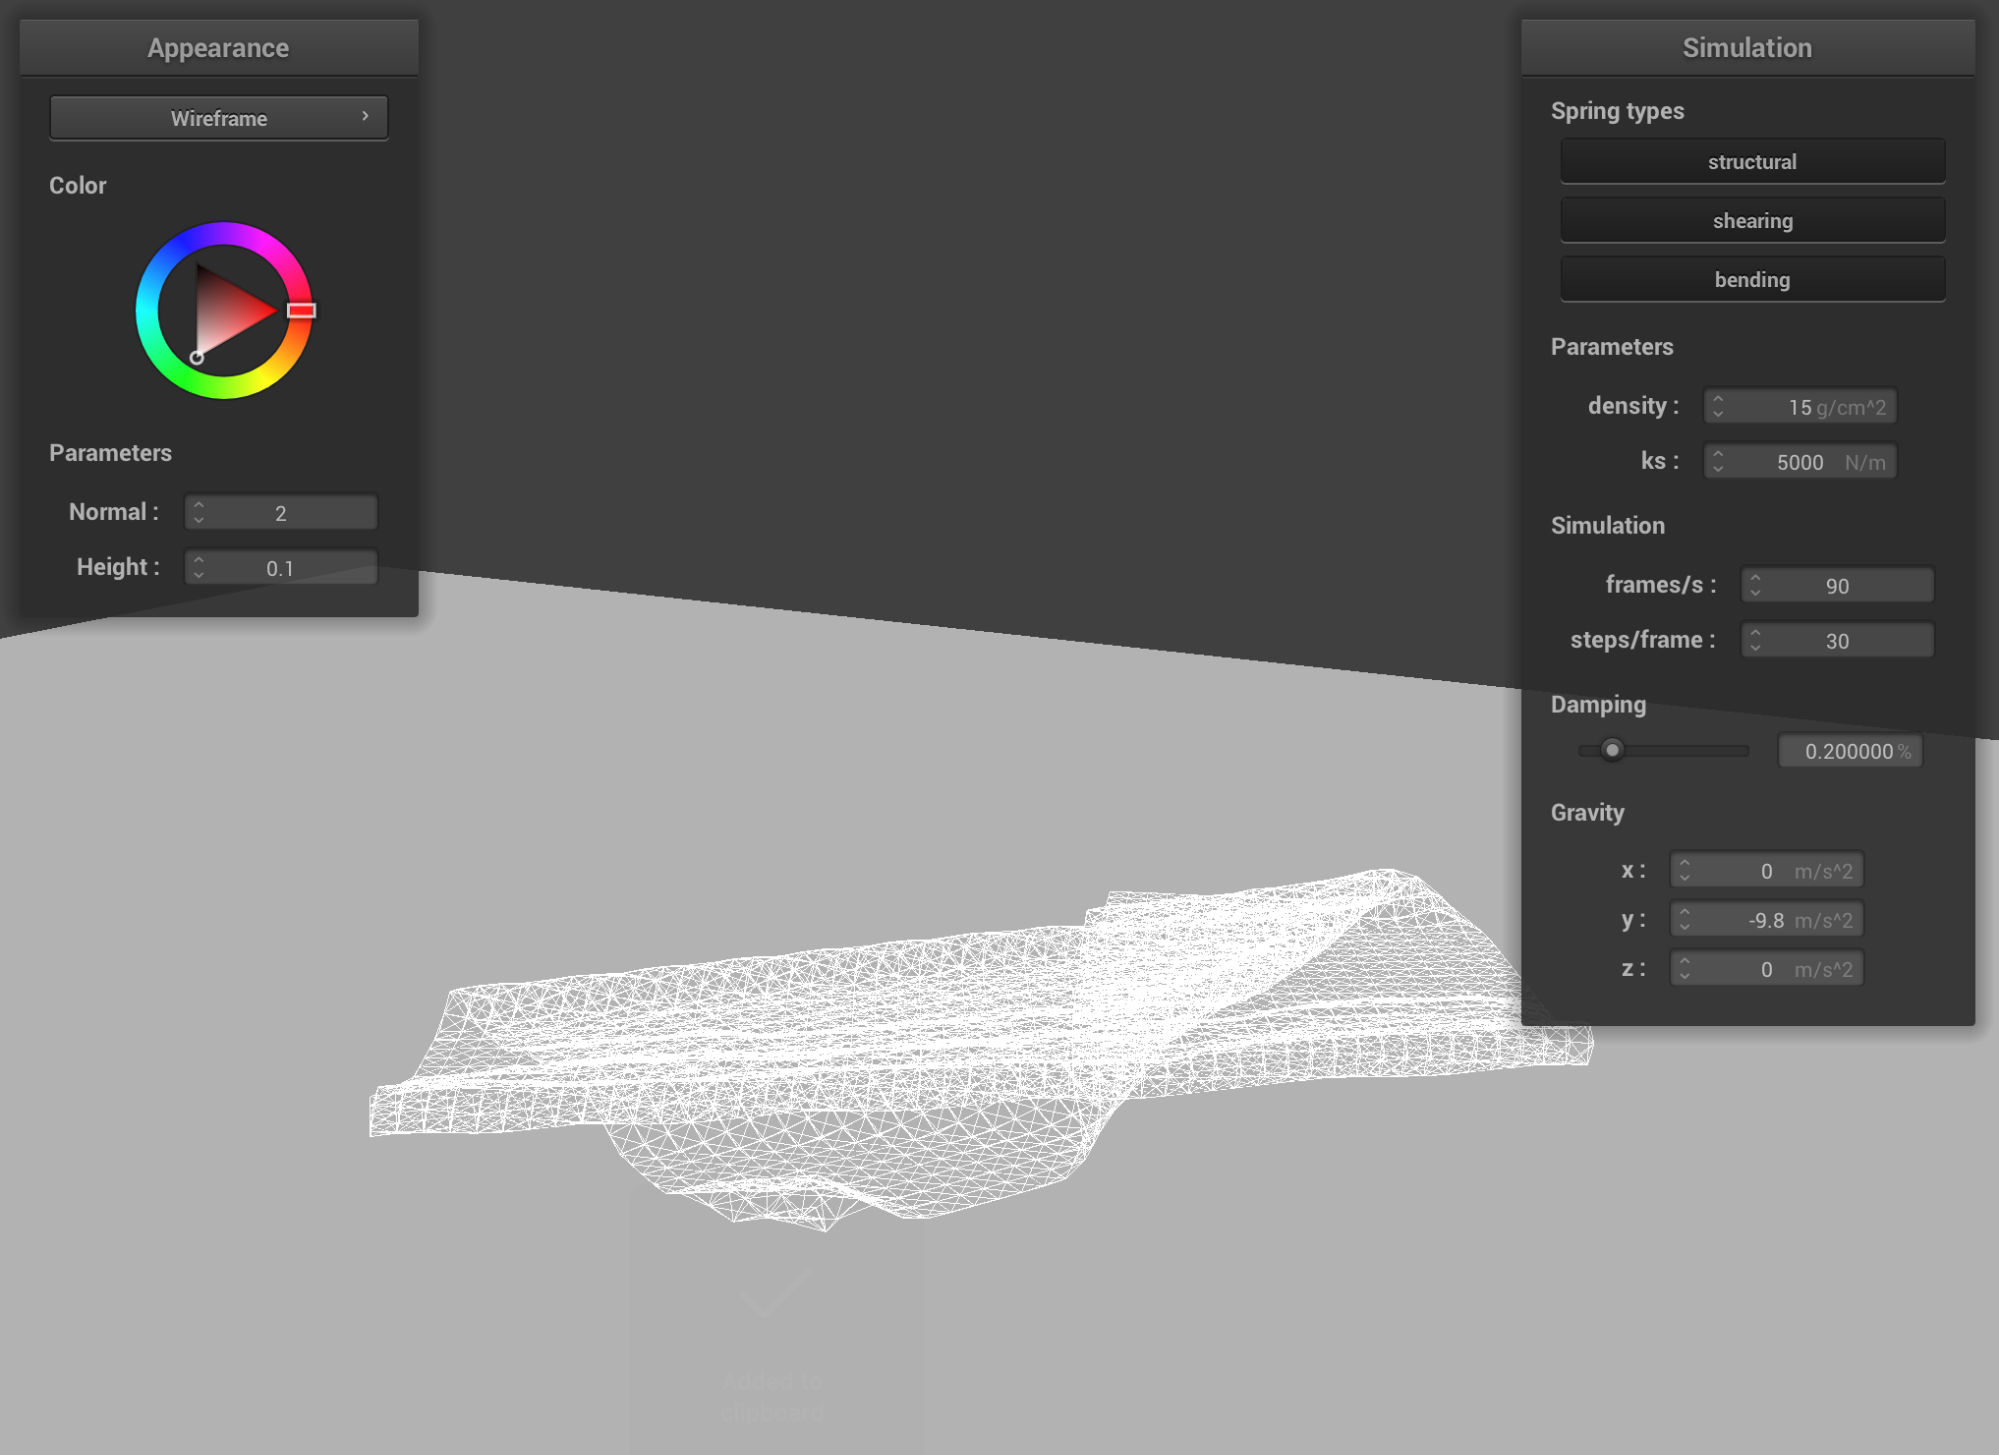 Appearance
Wireframe
Color
Parameters
Normal : 2
Height : 0.1
Simulation
Spring types
structural
shearing
bending
Parameters
density : 15 g/cm^2
ks : 5000 N/m
Simulation
frames/s : 90
steps/frame : 30
Damping
0.200000 %
Gravity
x : 0 m/s^2
y : -9.8 m/s^2
z : 0 m/s^2
Added to
clipboard